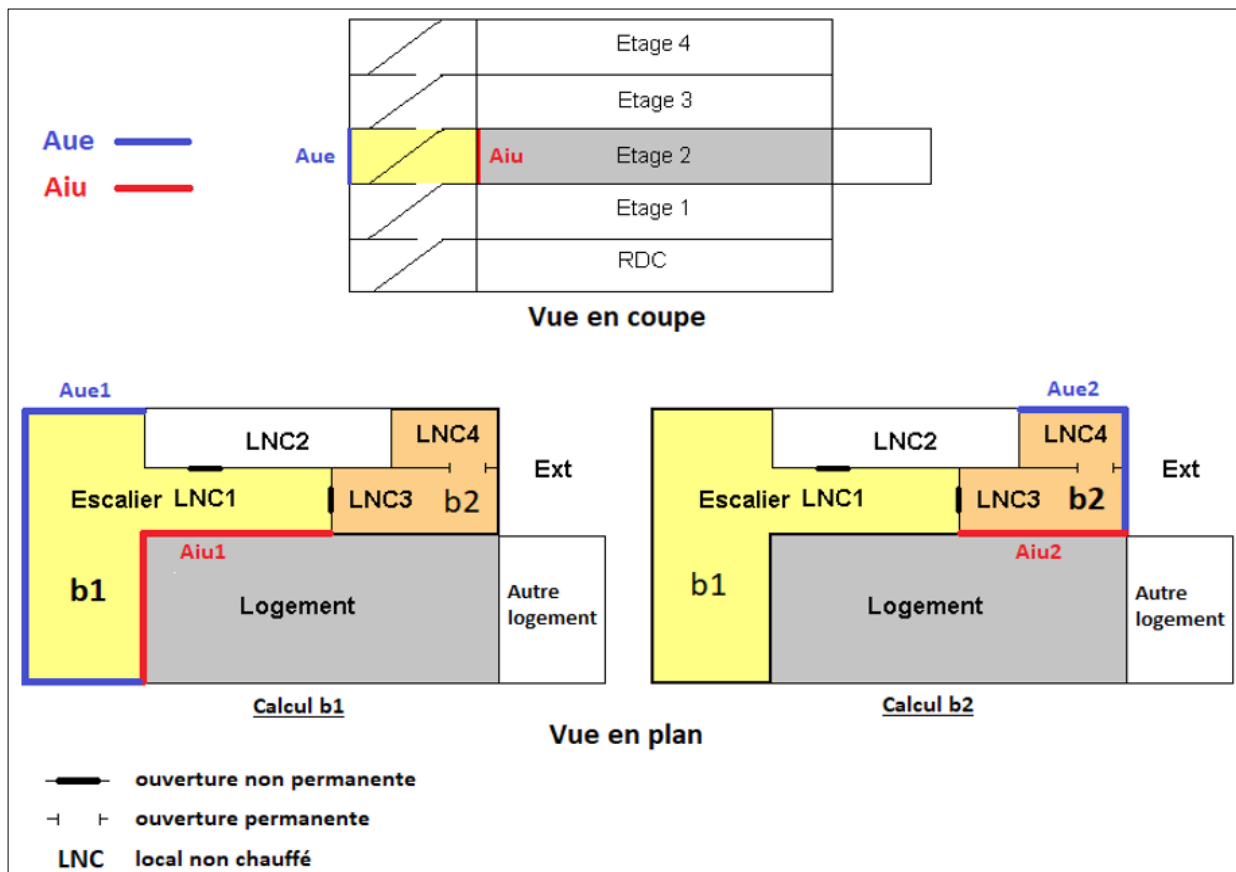 Etage 4
Etage 3
Aue
Aue
Aiu
Etage 2
Aiu
Etage 1
RDC
Vue en coupe
Aue1
LNC2
LNC4
Ext
Escalier LNC1
LNC3
b2
Aiu1
b1
Logement
Autre
logement
Calcul b1
Aue2
LNC2
LNC4
Ext
Escalier LNC1
LNC3
b2
Aiu2
b1
Logement
Autre
logement
Calcul b2
Vue en plan
ouverture non permanente
ouverture permanente
LNC local non chauffé